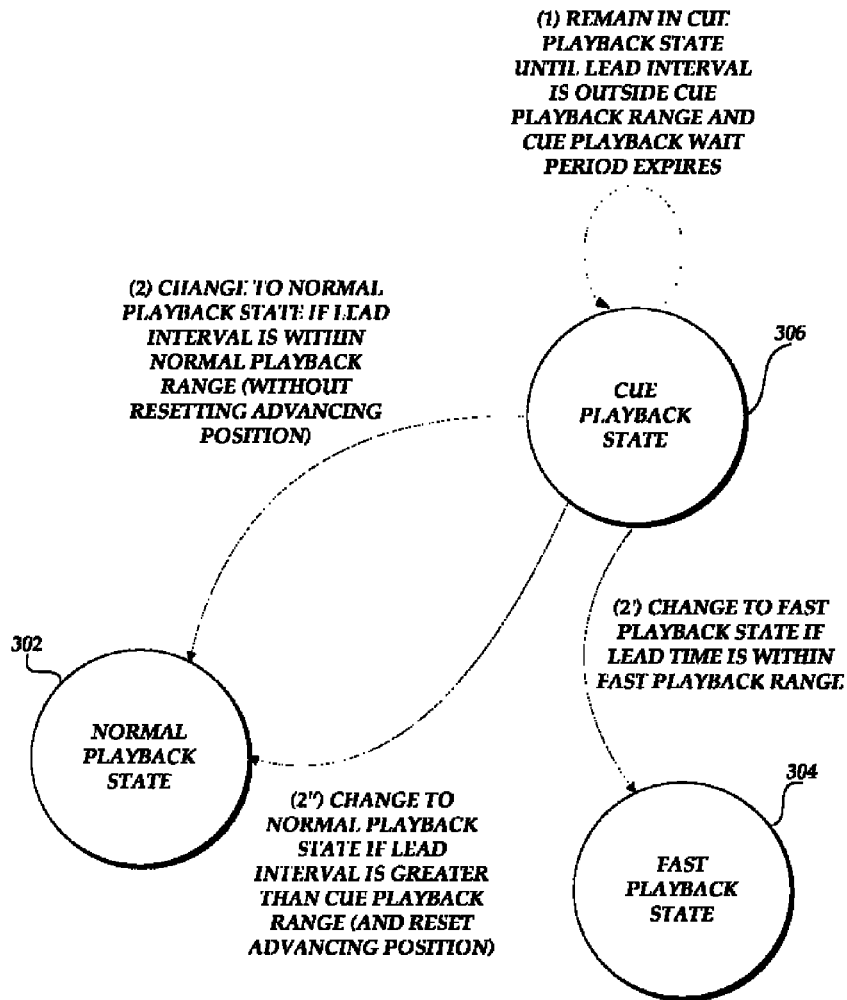 (1) REMAIN IN CUE
PLAYBACK STATE
UNTIL LEAD INTERVAL
IS OUTSIDE CUE
PLAYBACK RANGE AND
CUE PLAYBACK WAIT
PERIOD EXPIRES
(2) CHANGE TO NORMAL
PLAYBACK STATE IF LEAD
INTERVAL IS WITHIN
NORMAL PLAYBACK
RANGE (WITHOUT
RESETTING ADVANCING
POSITION)
306
CUE
PLAYBACK
STATE
(2') CHANGE TO FAST
PLAYBACK STATE IF
LEAD TIME IS WITHIN
FAST PLAYBACK RANGE
302
NORMAL
PLAYBACK
STATE
(2") CHANGE TO
NORMAL PLAYBACK
STATE IF LEAD
INTERVAL IS GREATER
THAN CUE PLAYBACK
RANGE (AND RESET
ADVANCING POSITION)
304
FAST
PLAYBACK
STATE